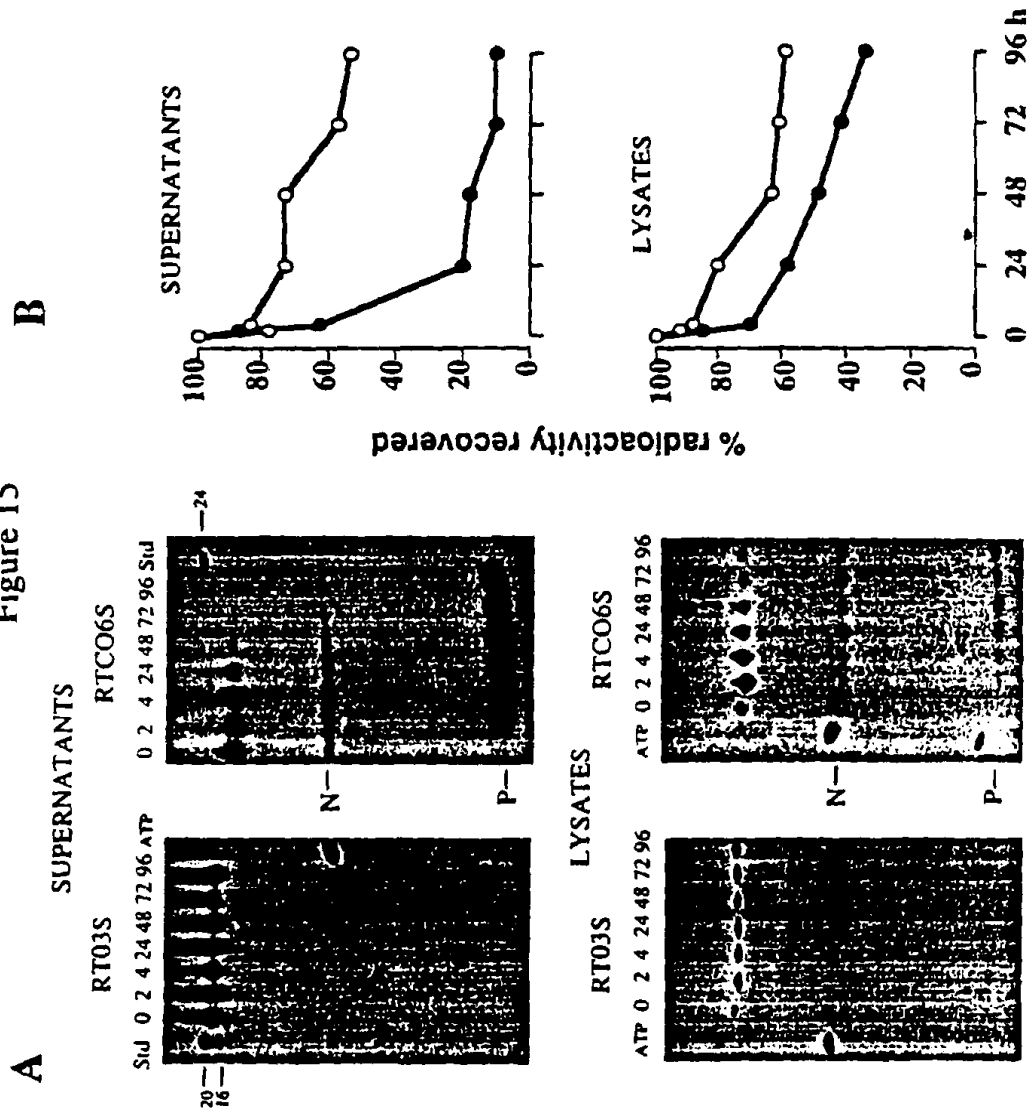 Figure 15
A
SUPERNATANTS
RT03S
Std 0 2 4 24 48 72 96 ATP
20
16
RTCO6S
0 2 4 24 48 72 96 Std
24
N
P
LYSATES
RT03S
ATP 0 2 4 24 48 72 96
RTCO6S
ATP 0 2 4 24 48 72 96
N
P
B
% radioactivity recovered
SUPERNATANTS
100
80
60
40
20
0
LYSATES
100
80
60
40
20
0
0 24 48 72 96 h